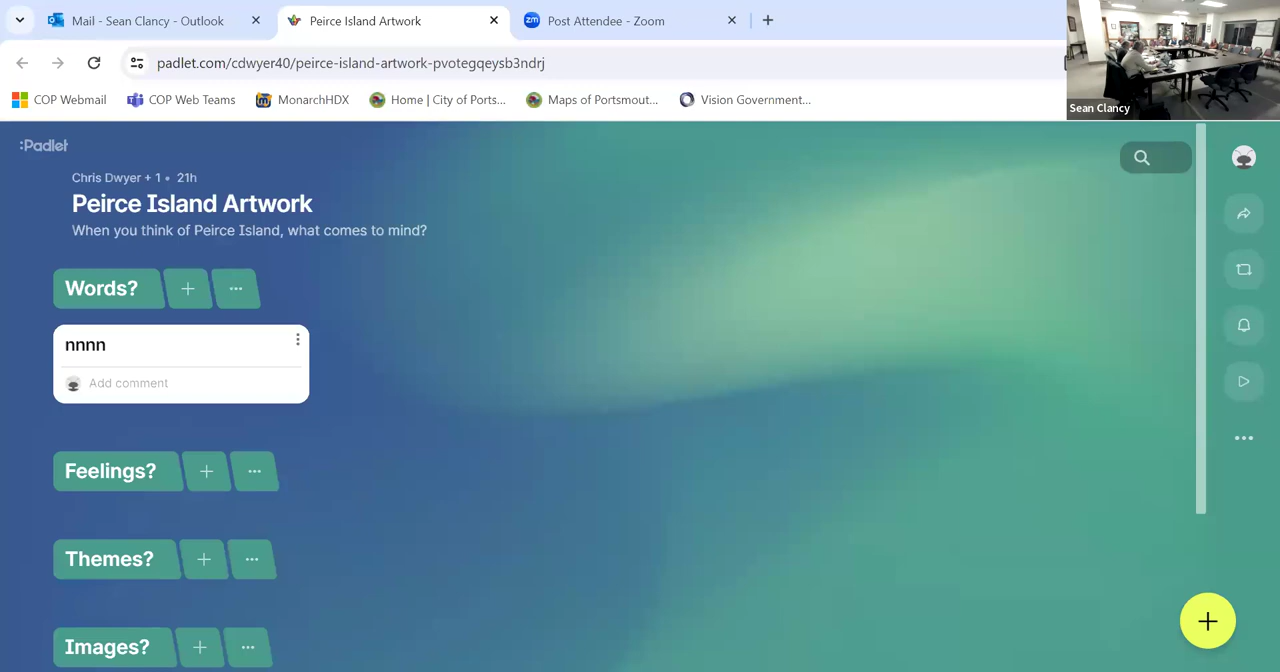 Mail - Sean Clancy - Outlook
Peirce Island Artwork
zm
Post Attendee - Zoom
padlet.com/cdwyer40/peirce-island-artwork-pvotegqeysb3ndrj
COP Webmail
COP Web Teams
MonarchHDX
Home | City of Ports...
Maps of Portsmout...
Vision Government...
Sean Clancy
:Padlet
Chris Dwyer + 1 • 21h
Peirce Island Artwork
When you think of Peirce Island, what comes to mind?
Words?
nnnn
Add comment
Feelings?
Themes?
Images?